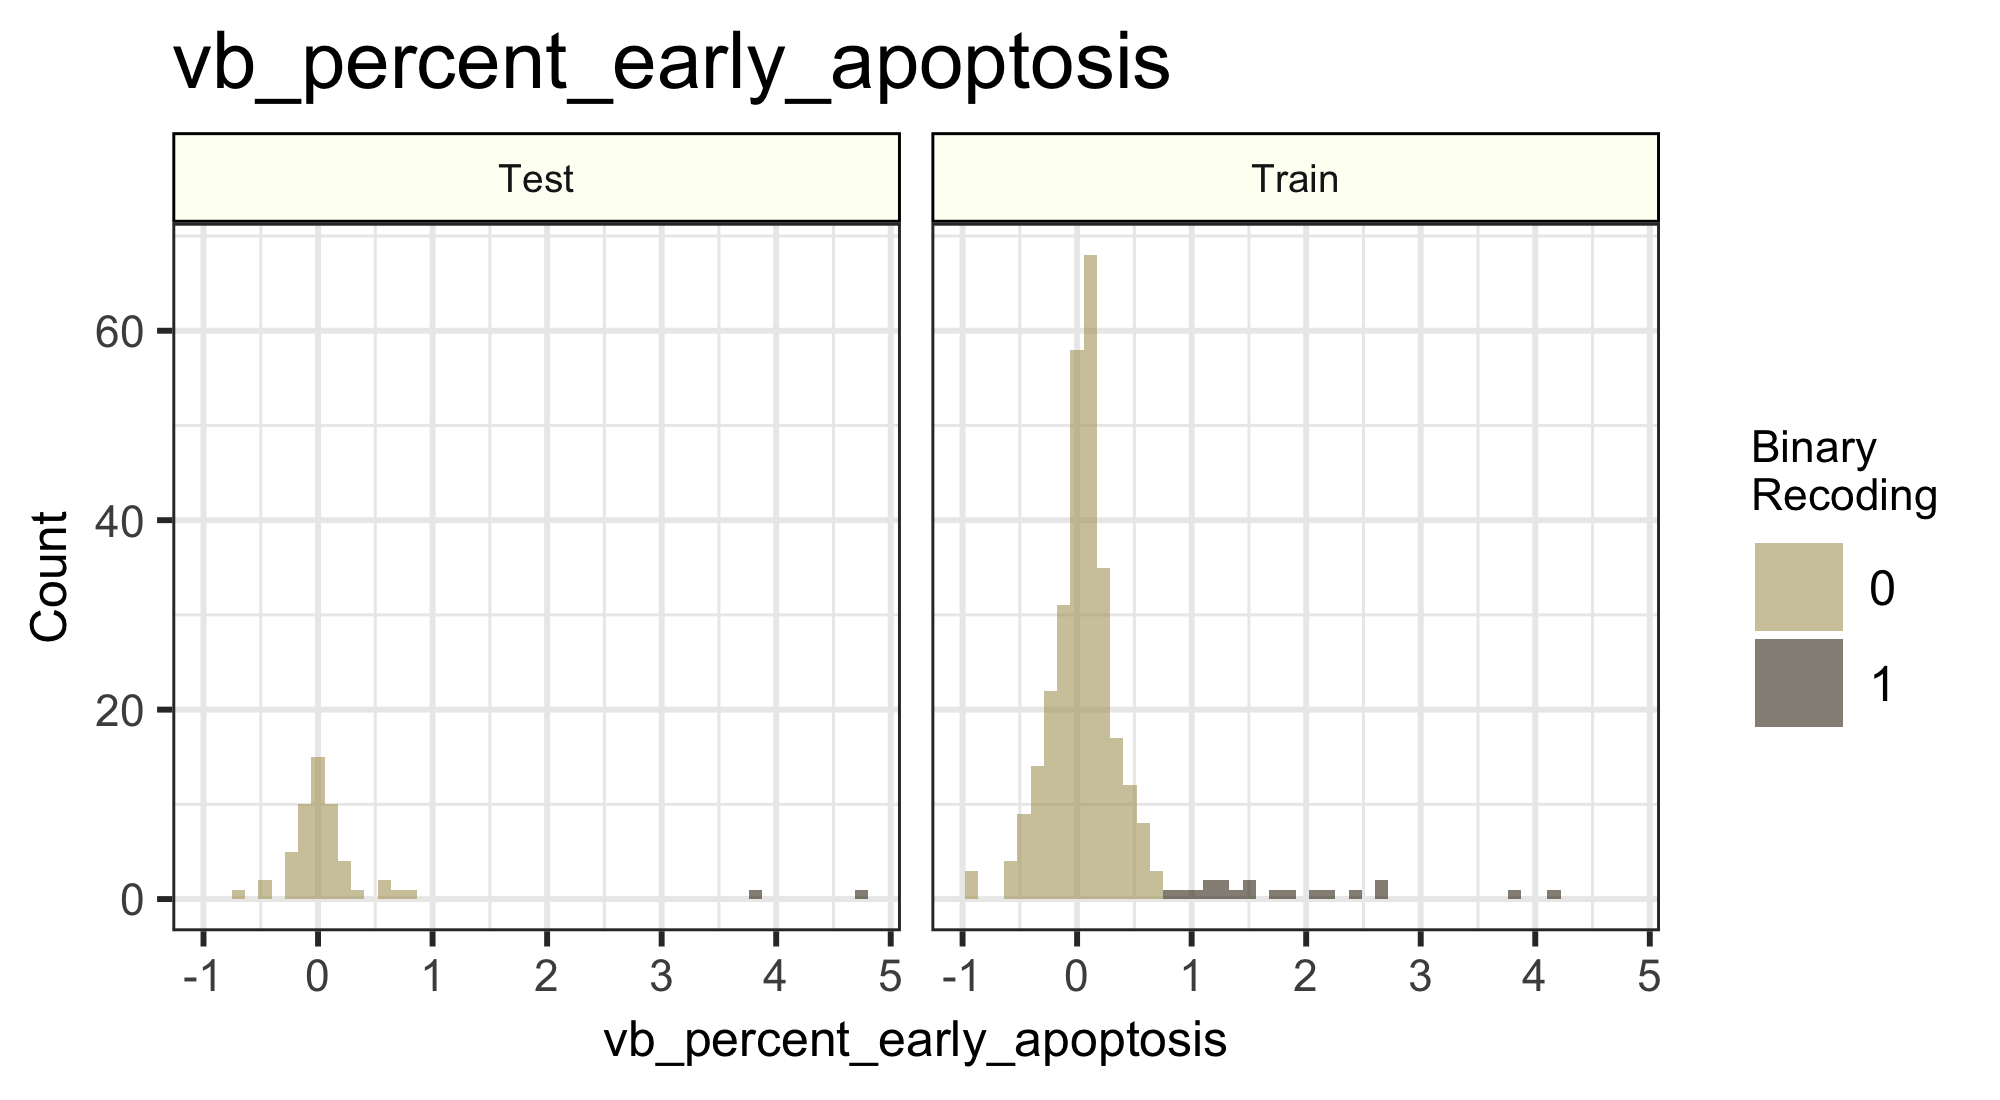 vb_percent_early_apoptosis
Test
Train
60
40
20
0
Count
-1 0 1 2 3 4 5
-1 0 1 2 3 4 5
vb_percent_early_apoptosis
Binary
Recoding
0
1